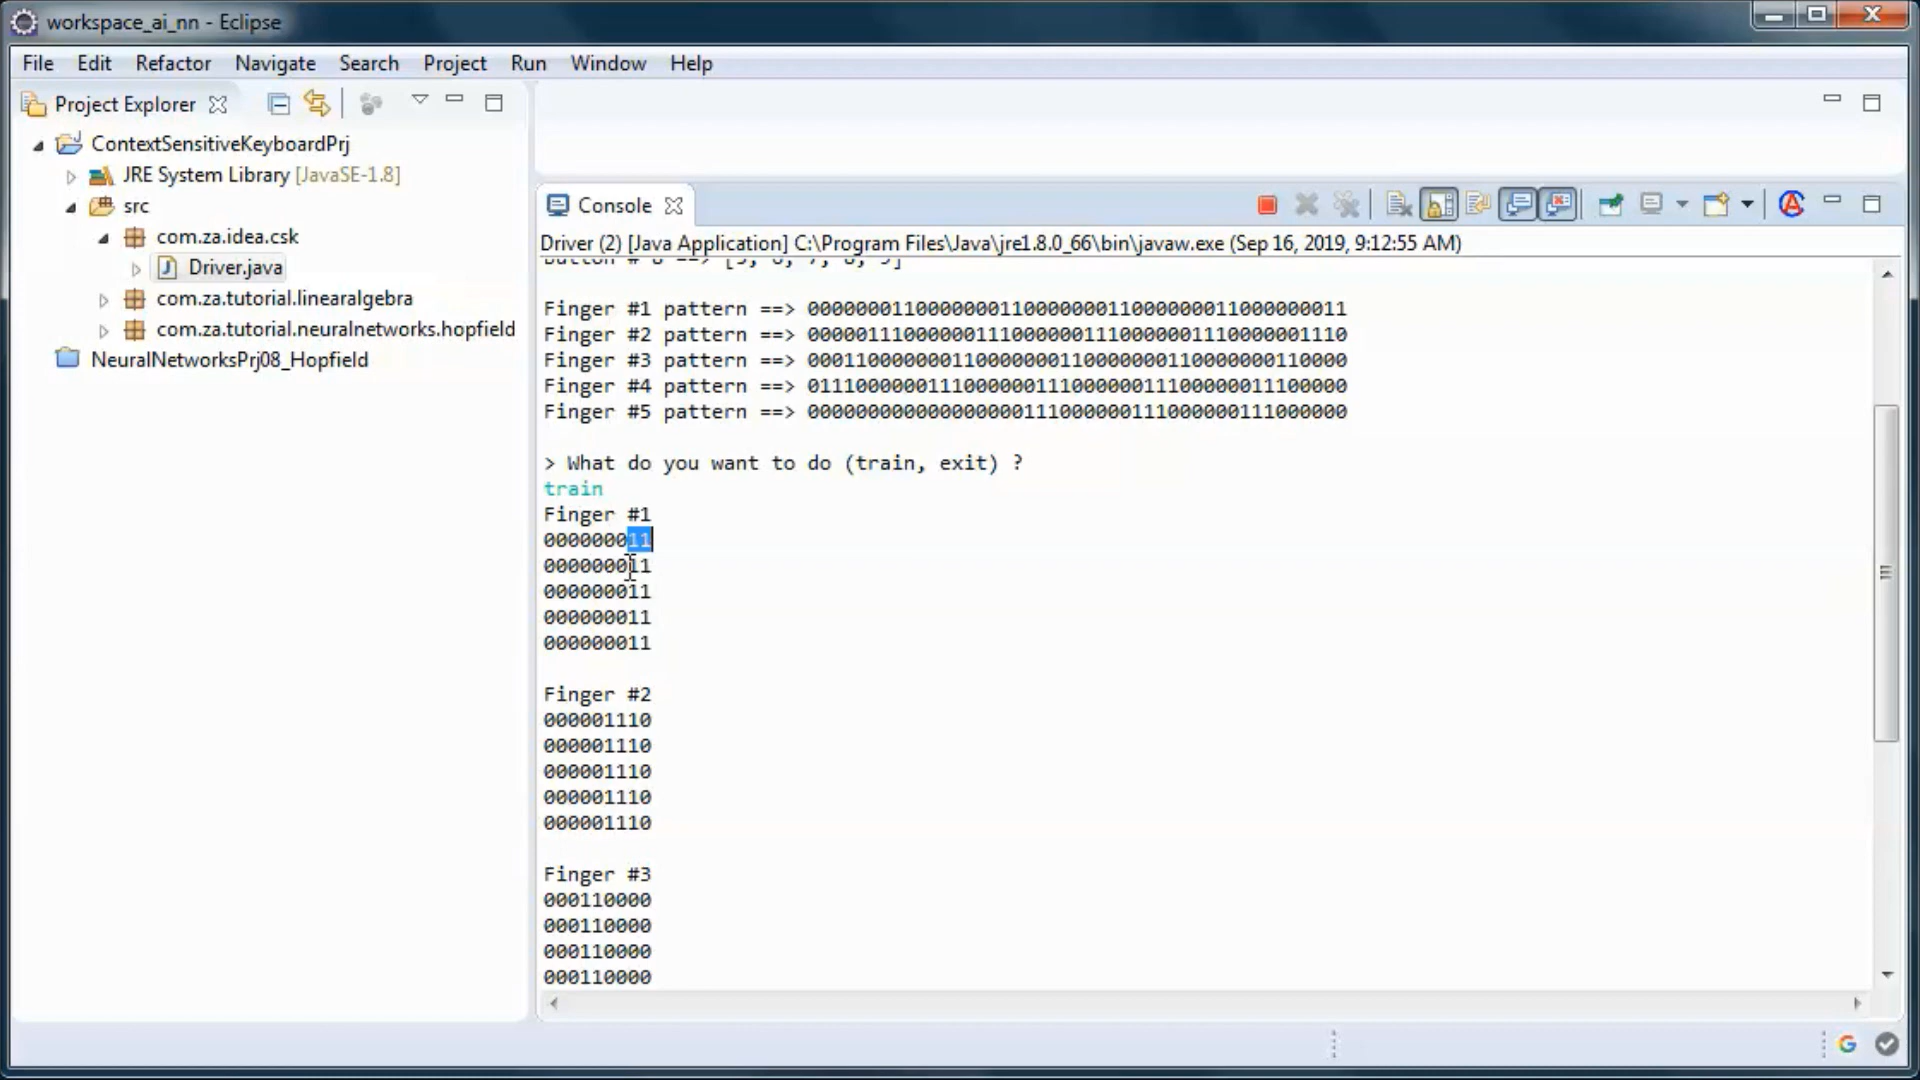 workspace_ai_nn - Eclipse
File Edit Refactor Navigate Search Project Run Window Help
Project Explorer
ContextSensitiveKeyboardPrj
JRE System Library [JavaSE-1.8]
src
com.za.idea.csk
Driver.java
com.za.tutorial.linearalgebra
com.za.tutorial.neuralnetworks.hopfield
NeuralNetworksPrj08_Hopfield
Console
Driver (2) [Java Application] C:\Program Files\Java\jre1.8.0_66\bin\javaw.exe (Sep 16, 2019, 9:12:55 AM)
Finger #1 pattern ==> 000000011000000011000000011000000011000000011
Finger #2 pattern ==> 000001110000001110000001110000001110000001110
Finger #3 pattern ==> 000110000000110000000110000000110000000110000
Finger #4 pattern ==> 011100000011100000011100000011100000011100000
Finger #5 pattern ==> 000000000000000000111000000111000000111000000
> What do you want to do (train, exit) ?
train
Finger #1
000000011
000000011
000000011
000000011
000000011
Finger #2
000001110
000001110
000001110
000001110
000001110
Finger #3
000110000
000110000
000110000
000110000